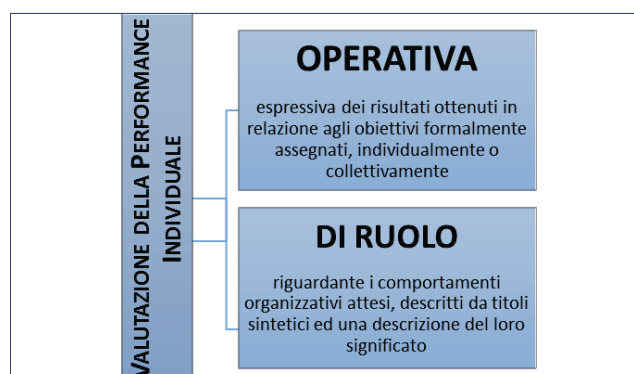 VALUTAZIONE DELLA PERFORMANCE
INDIVIDUALE
OPERATIVA
espressiva dei risultati ottenuti in
relazione agli obiettivi formalmente
assegnati, individualmente o
collettivamente
DI RUOLO
riguardante i comportamenti
organizzativi attesi, descritti da titoli
sintetici ed una descrizione del loro
significato